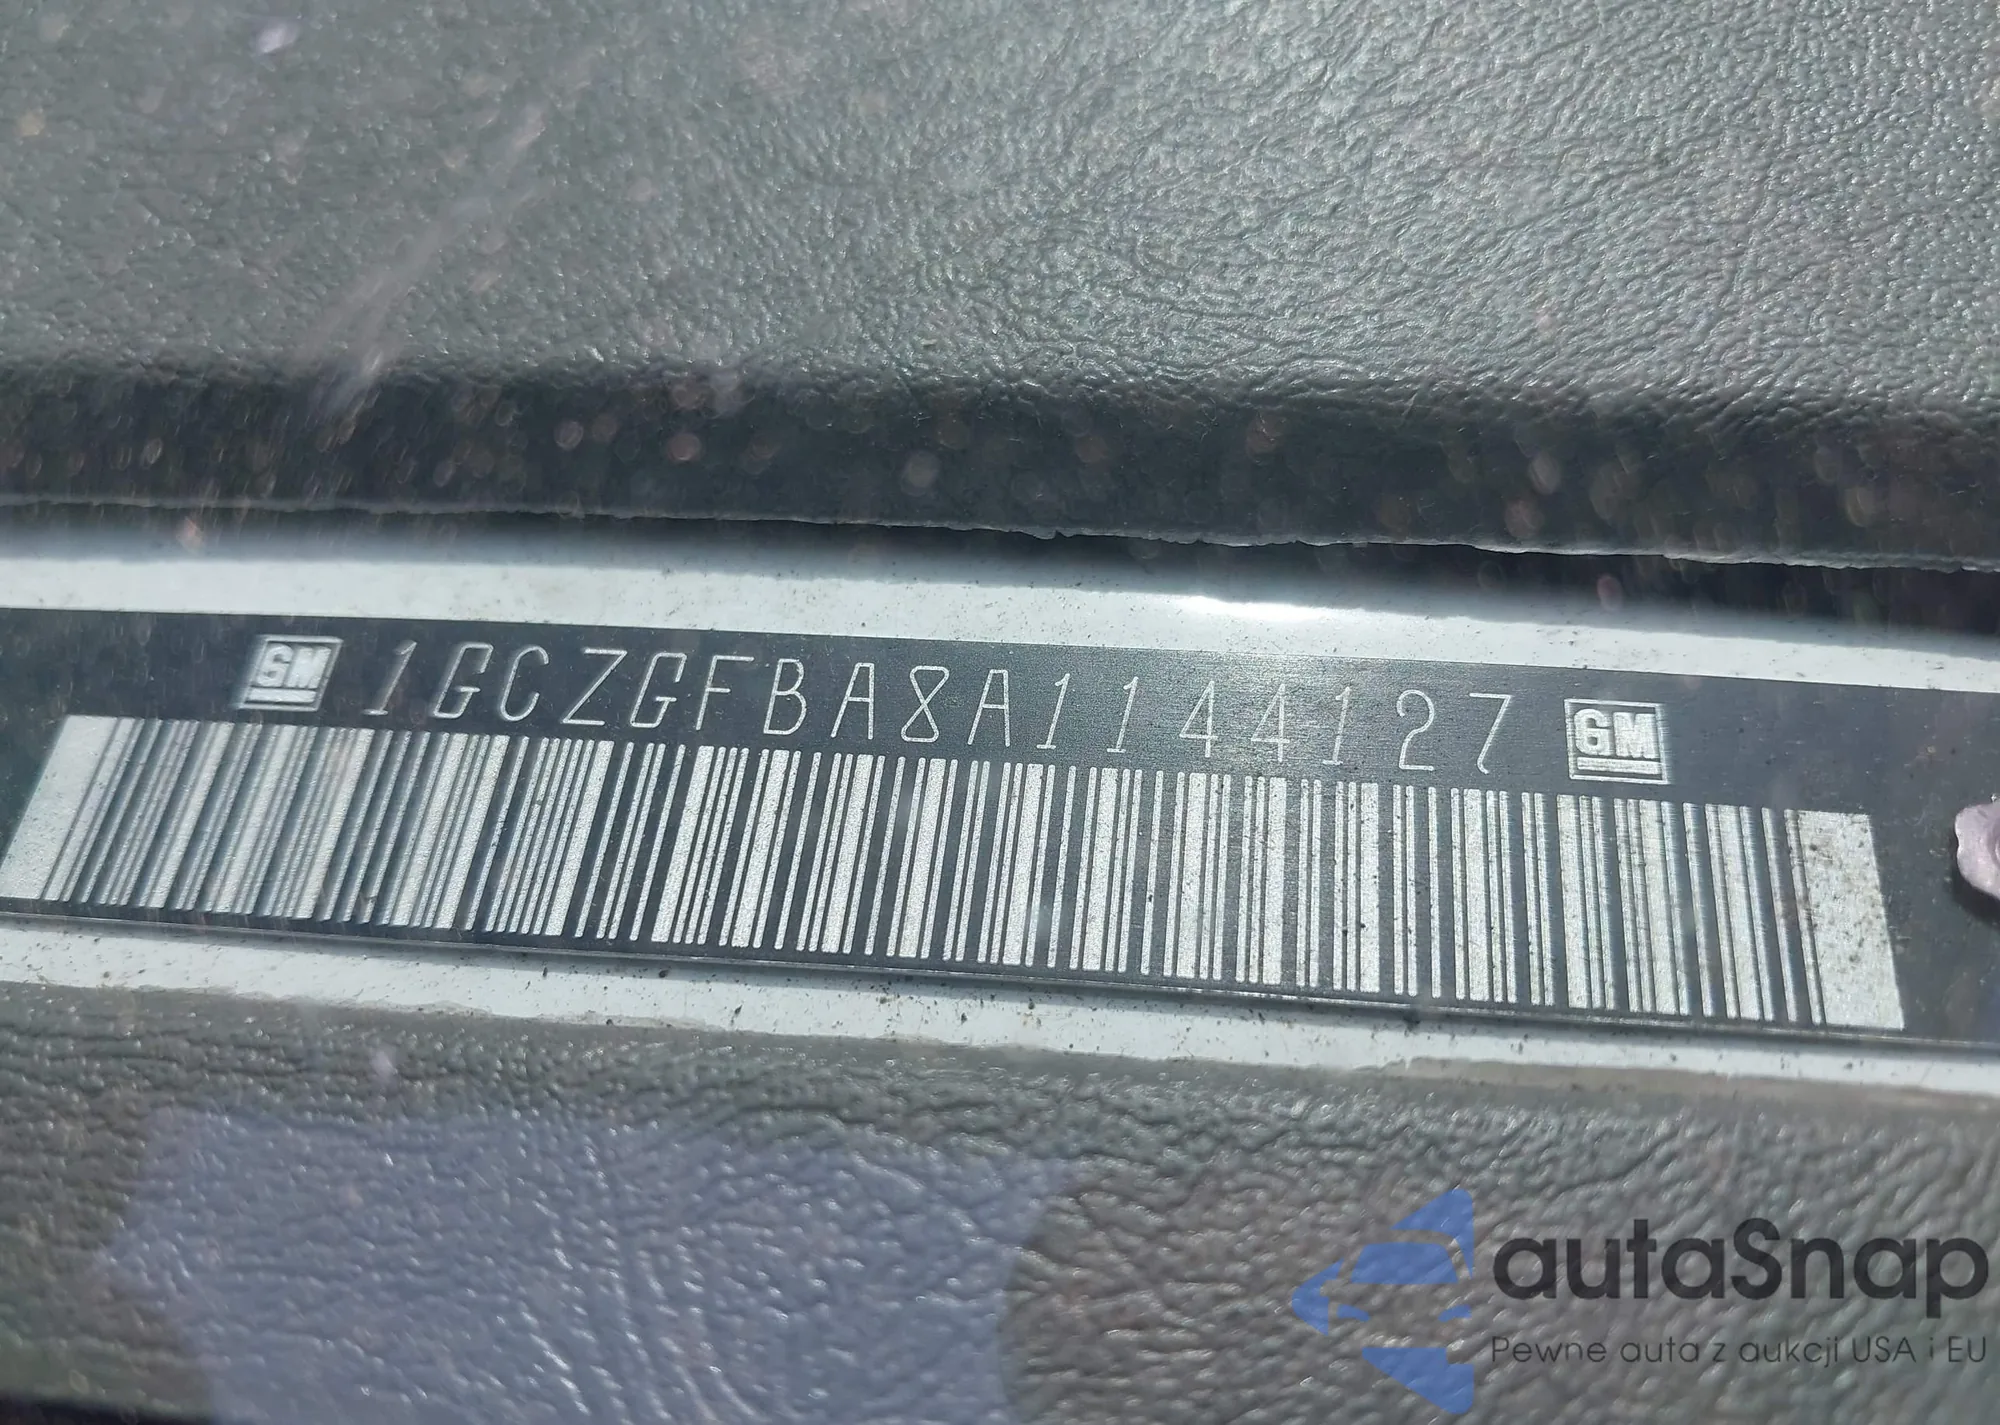 GM 1GCZGFBA8A1144127 GM
autaSnap
Pewne auta z aukcji USA i EU